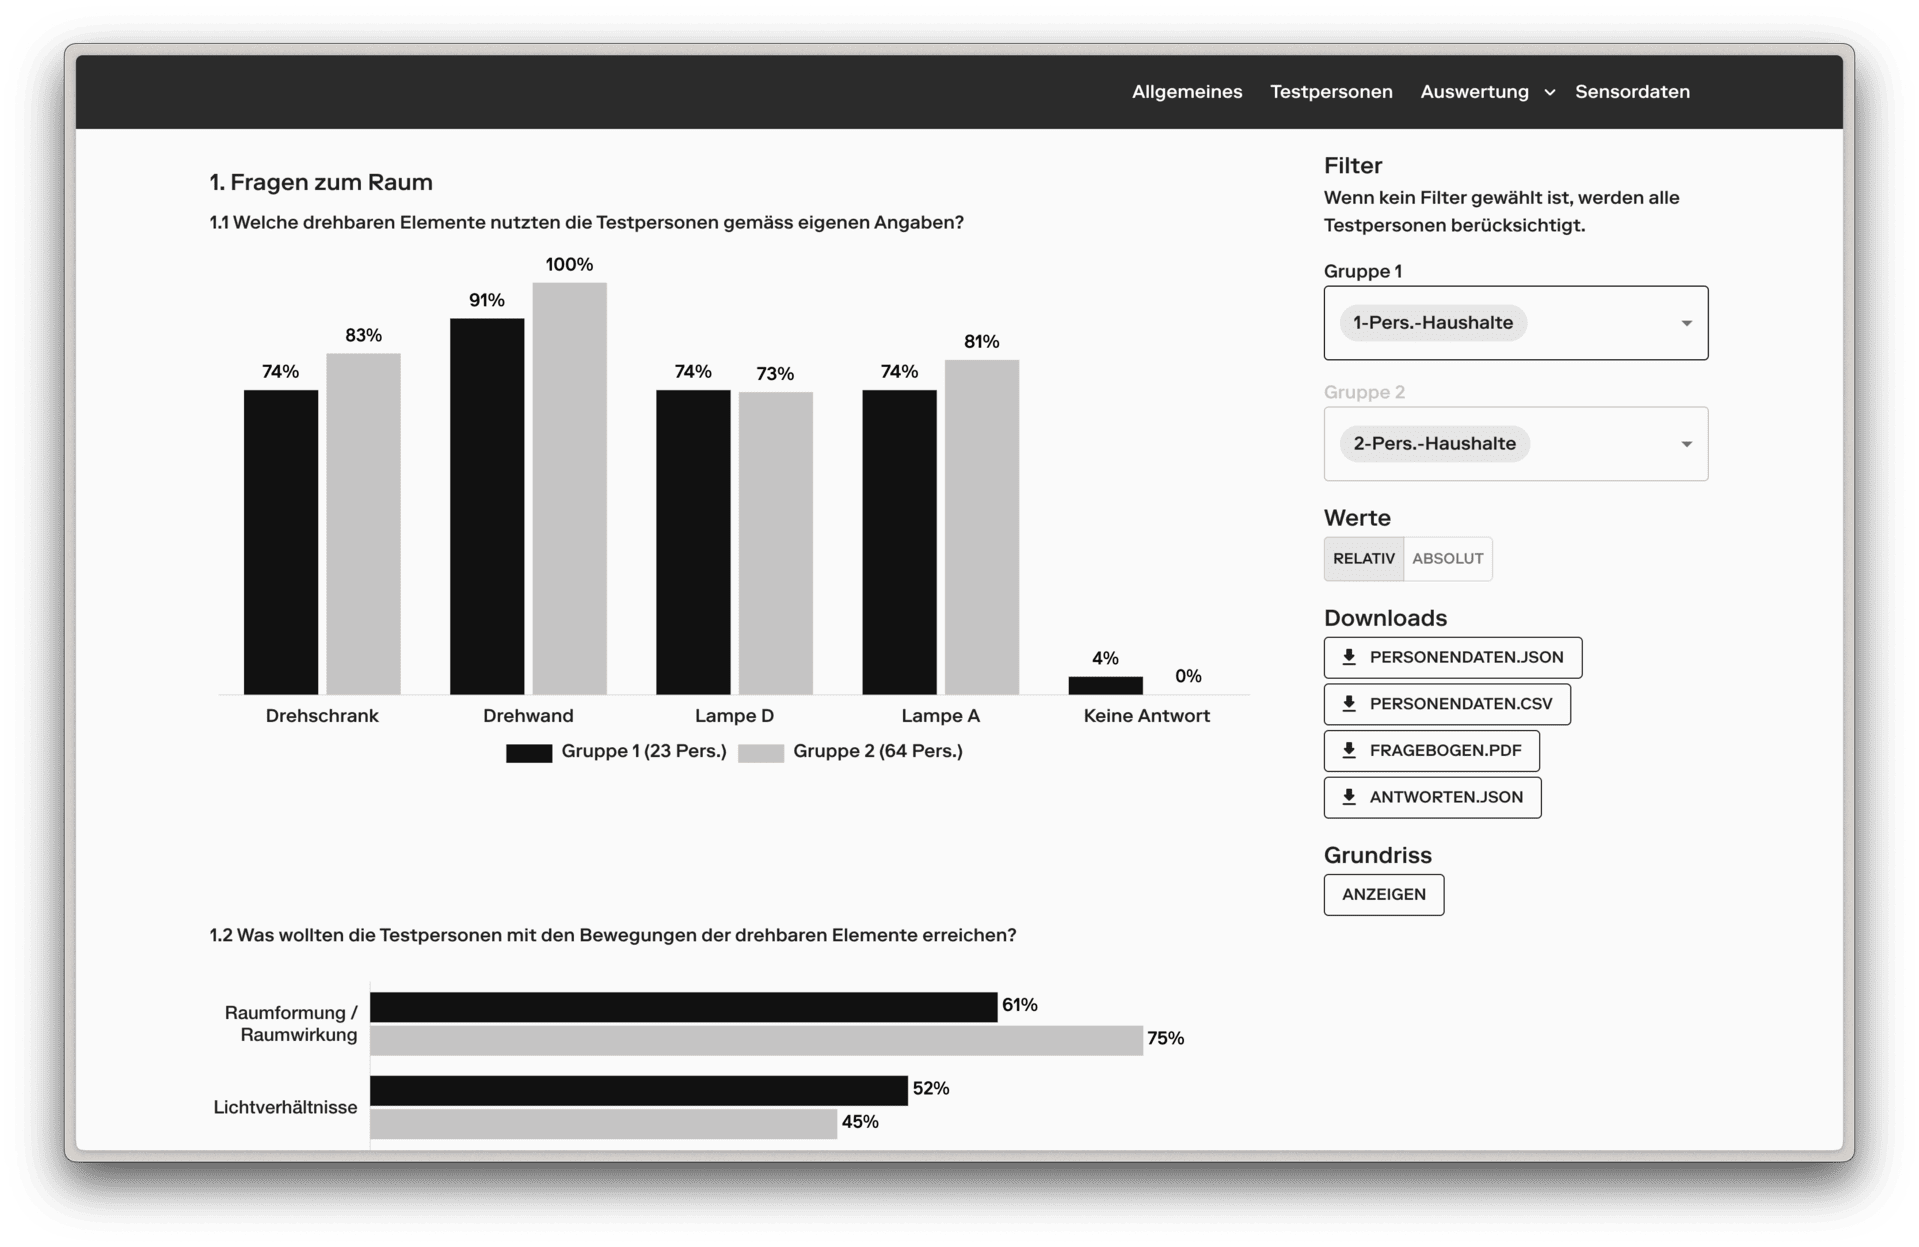 Allgemeines Testpersonen Auswertung Sensordaten
1. Fragen zum Raum
1.1 Welche drehbaren Elemente nutzten die Testpersonen gemäss eigenen Angaben?
74% 83% 91% 100% 74% 73% 74% 81% 4% 0%
Drehschrank Drehwand Lampe D Lampe A Keine Antwort
Gruppe 1 (23 Pers.) Gruppe 2 (64 Pers.)
1.2 Was wollten die Testpersonen mit den Bewegungen der drehbaren Elemente erreichen?
Raumformung /
Raumwirkung
61%
75%
Lichtverhältnisse
52%
45%
Filter
Wenn kein Filter gewählt ist, werden alle
Testpersonen berücksichtigt.
Gruppe 1
1-Pers.-Haushalte
Gruppe 2
2-Pers.-Haushalte
Werte
RELATIV ABSOLUT
Downloads
PERSONENDATEN.JSON
PERSONENDATEN.CSV
FRAGEBOGEN.PDF
ANTWORTEN.JSON
Grundriss
ANZEIGEN